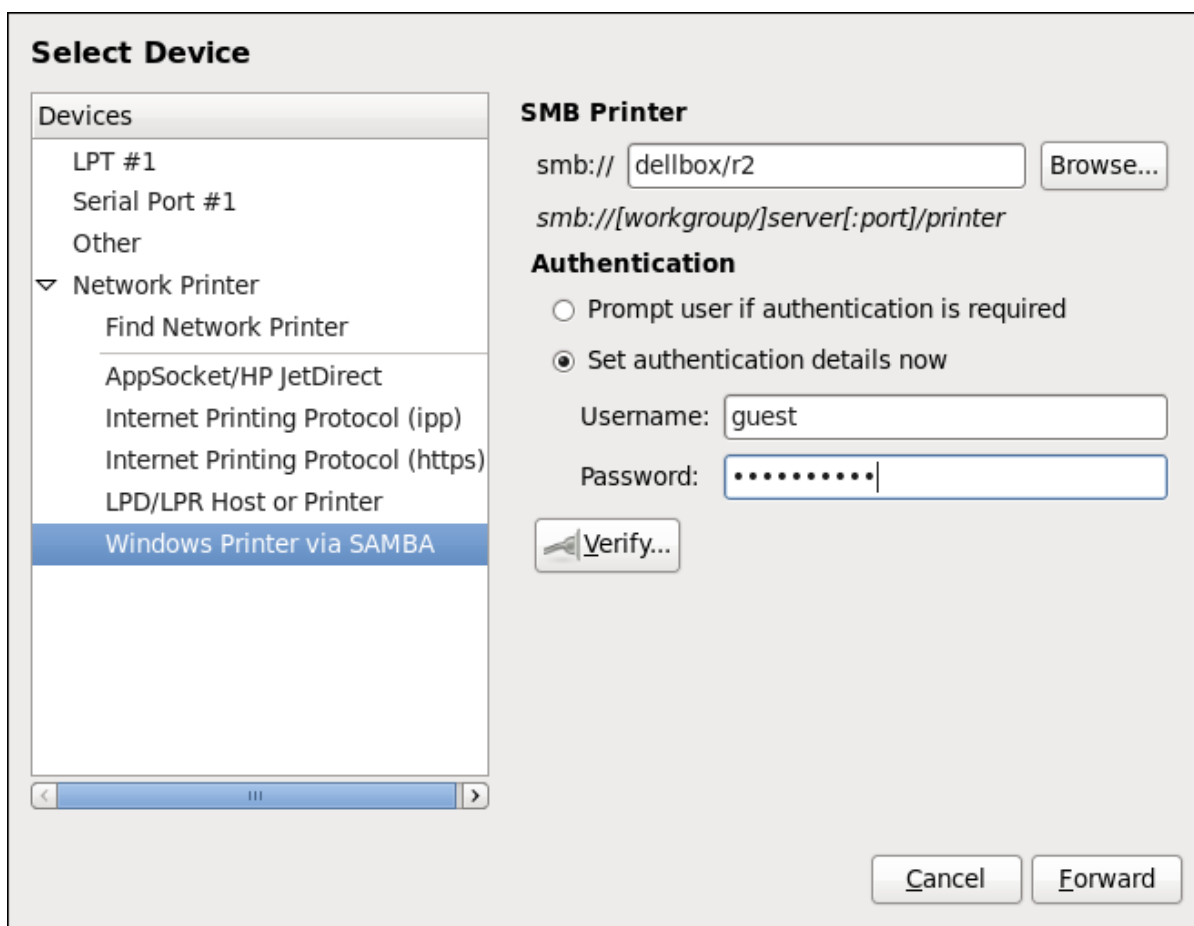 Select Device
Devices
LPT #1
Serial Port #1
Other
Network Printer
Find Network Printer
AppSocket/HP JetDirect
Internet Printing Protocol (ipp)
Internet Printing Protocol (https)
LPD/LPR Host or Printer
Windows Printer via SAMBA
SMB Printer
smb:// dellbox/r2 Browse...
smb://[workgroup/]server[:port]/printer
Authentication
Prompt user if authentication is required
Set authentication details now
Username: guest
Password: ••••••••••
Verify...
Cancel Forward